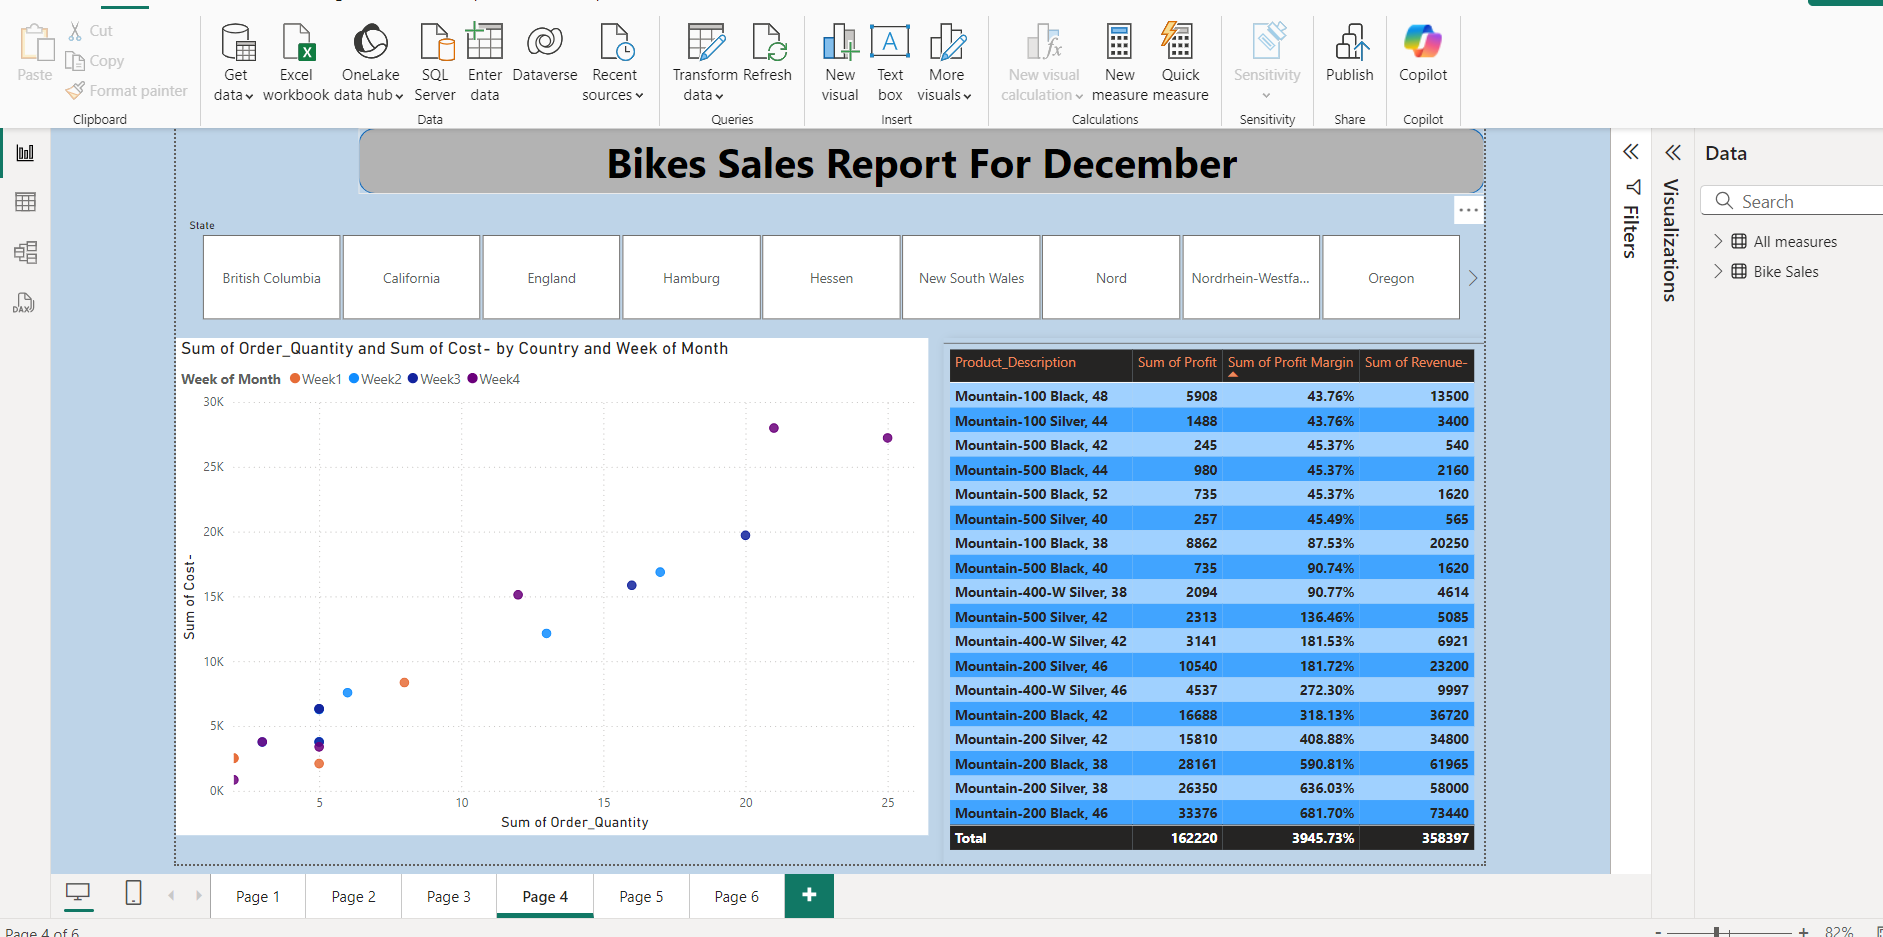 Cut
Copy
Paste
Format painter
Clipboard
Get data
Excel workbook
OneLake data hub
SQL Server
Enter data
Dataverse
Recent sources
Data
Transform data
Refresh
Queries
New visual
Text box
More visuals
Insert
New visual calculation
New measure
Quick measure
Calculations
Sensitivity
Sensitivity
Publish
Share
Copilot
Copilot
Bikes Sales Report For December
State
British Columbia
California
England
Hamburg
Hessen
New South Wales
Nord
Nordrhein-Westfa...
Oregon
Sum of Order_Quantity and Sum of Cost- by Country and Week of Month
Week of Month Week1 Week2 Week3 Week4
30K
25K
20K
15K
10K
5K
0K
Sum of Cost-
5 10 15 20 25
Sum of Order_Quantity
Product_Description Sum of Profit Sum of Profit Margin Sum of Revenue-
Mountain-100 Black, 48 5908 43.76% 13500
Mountain-100 Silver, 44 1488 43.76% 3400
Mountain-500 Black, 42 245 45.37% 540
Mountain-500 Black, 44 980 45.37% 2160
Mountain-500 Black, 52 735 45.37% 1620
Mountain-500 Silver, 40 257 45.49% 565
Mountain-100 Black, 38 8862 87.53% 20250
Mountain-500 Black, 40 735 90.74% 1620
Mountain-400-W Silver, 38 2094 90.77% 4614
Mountain-500 Silver, 42 2313 136.46% 5085
Mountain-400-W Silver, 42 3141 181.53% 6921
Mountain-200 Silver, 46 10540 181.72% 23200
Mountain-400-W Silver, 46 4537 272.30% 9997
Mountain-200 Black, 42 16688 318.13% 36720
Mountain-200 Silver, 42 15810 408.88% 34800
Mountain-200 Black, 38 28161 590.81% 61965
Mountain-200 Silver, 38 26350 636.03% 58000
Mountain-200 Black, 46 33376 681.70% 73440
Total 162220 3945.73% 358397
Filters
Visualizations
Data
Search
All measures
Bike Sales
DAX
Page 1
Page 2
Page 3
Page 4
Page 5
Page 6
+
Page 4 of 6
- + 82%